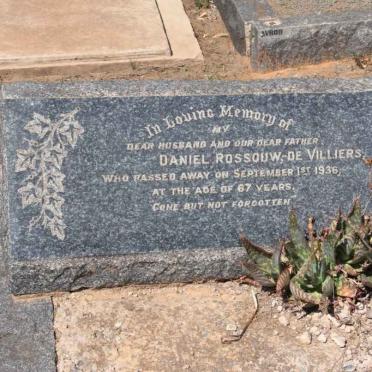 In Loving Memory of
MY
DEAR HUSBAND AND OUR DEAR FATHER
DANIEL ROSSOUW DE VILLIERS,
WHO PASSED AWAY ON SEPTEMBER 1ST 1936,
AT THE AGE OF 67 YEARS.
"GONE BUT NOT FORGOTTEN"